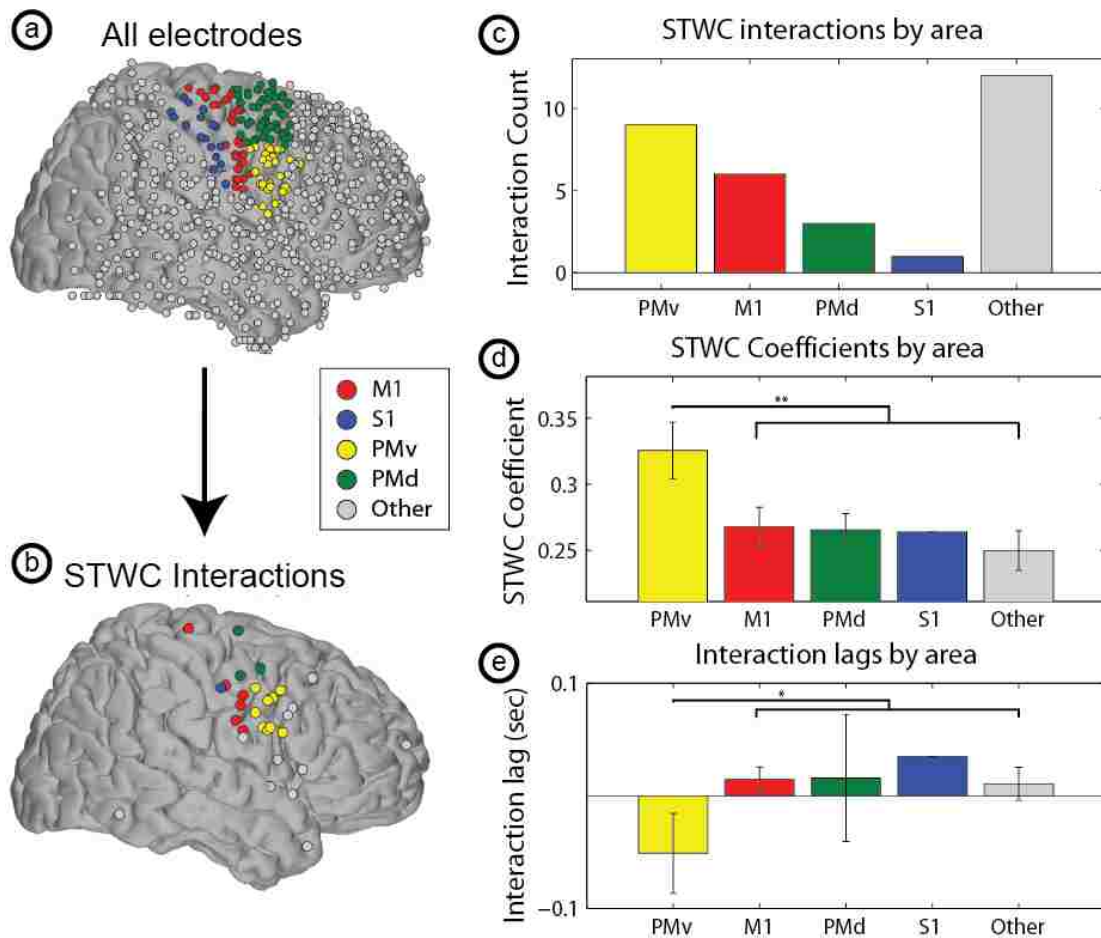 a
All electrodes
M1
S1
PMv
PMd
Other
b
STWC Interactions
c
STWC interactions by area
Interaction Count
10
5
0
PMv M1 PMd S1 Other
d
STWC Coefficients by area
STWC Coefficient
0.35
0.3
0.25
**
PMv M1 PMd S1 Other
e
Interaction lags by area
Interaction lag (sec)
0.1
−0.1
*
PMv M1 PMd S1 Other